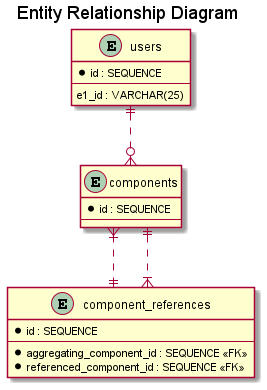 Entity Relationship Diagram
E users
id : SEQUENCE
e1_id : VARCHAR(25)
E components
id : SEQUENCE
E component_references
id : SEQUENCE
aggregating_component_id : SEQUENCE «FK»
referenced_component_id : SEQUENCE «FK»